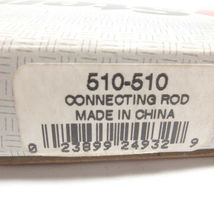 510-510
CONNECTING ROD
MADE IN CHINA
0 23899 24932 9